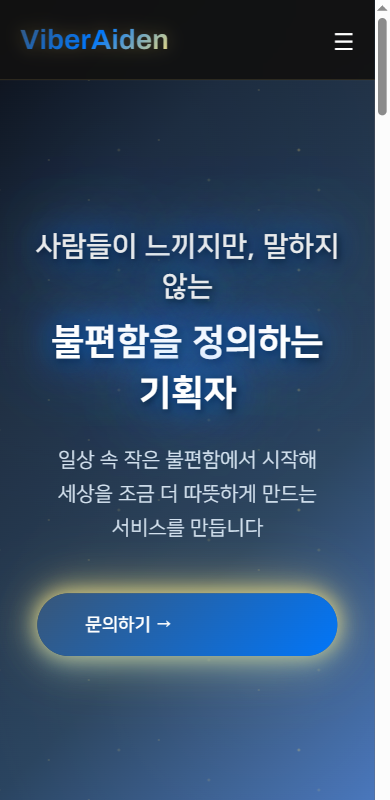 ViberAiden
사람들이 느끼지만, 말하지
않는
불편함을 정의하는
기획자
일상 속 작은 불편함에서 시작해
세상을 조금 더 따뜻하게 만드는
서비스를 만듭니다
문의하기 →